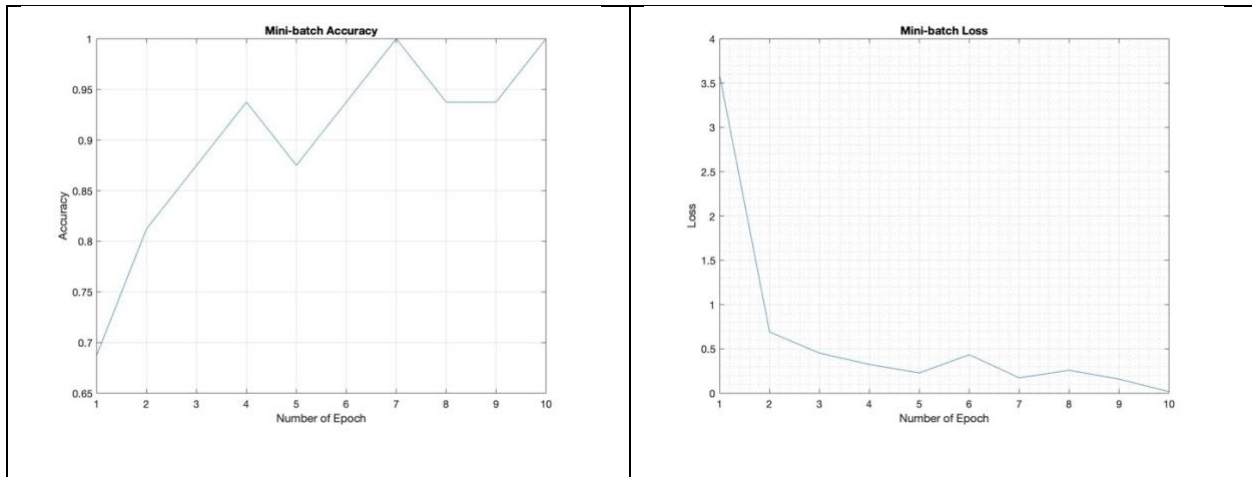 Mini-batch Accuracy
1
0.95
0.9
0.85
0.8
0.75
0.7
0.65
Accuracy
1 2 3 4 5 6 7 8 9 10
Number of Epoch
Mini-batch Loss
4
3.5
3
2.5
2
1.5
1
0.5
0
Loss
1 2 3 4 5 6 7 8 9 10
Number of Epoch